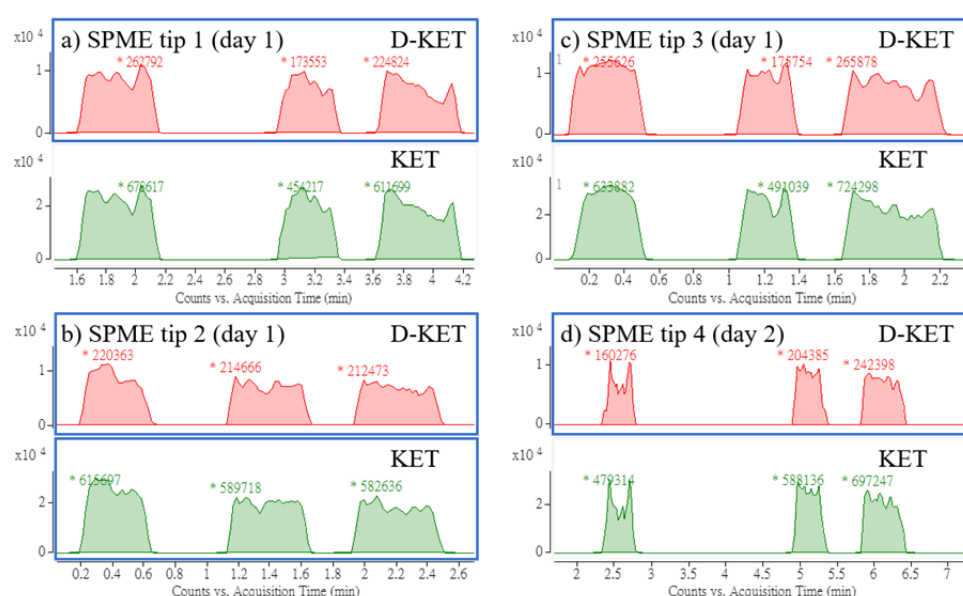 a) SPME tip 1 (day 1) D-KET
x10 4
* 262792 * 173553 * 224824
1
0
KET
x10 4
* 673617 * 454217 * 611699
2
0
1.6 1.8 2 2.2 2.4 2.6 2.8 3 3.2 3.4 3.6 3.8 4 4.2
Counts vs. Acquisition Time (min)
c) SPME tip 3 (day 1) D-KET
x10 4
1 * 255626 * 175754 * 265878
1
0
KET
x10 4
1 * 633882 * 491039 * 724298
2
0
0.2 0.4 0.6 0.8 1 1.2 1.4 1.6 1.8 2 2.2
Counts vs. Acquisition Time (min)
b) SPME tip 2 (day 1) D-KET
x10 4
* 220363 * 214666 * 212473
1
0
KET
x10 4
* 615697 * 589718 * 582636
2
0
0.2 0.4 0.6 0.8 1 1.2 1.4 1.6 1.8 2 2.2 2.4 2.6
Counts vs. Acquisition Time (min)
d) SPME tip 4 (day 2) D-KET
x10 4
* 160276 * 204385 * 242398
1
0
KET
x10 4
* 479314 * 588136 * 697247
2
0
2 2.5 3 3.5 4 4.5 5 5.5 6 6.5 7
Counts vs. Acquisition Time (min)